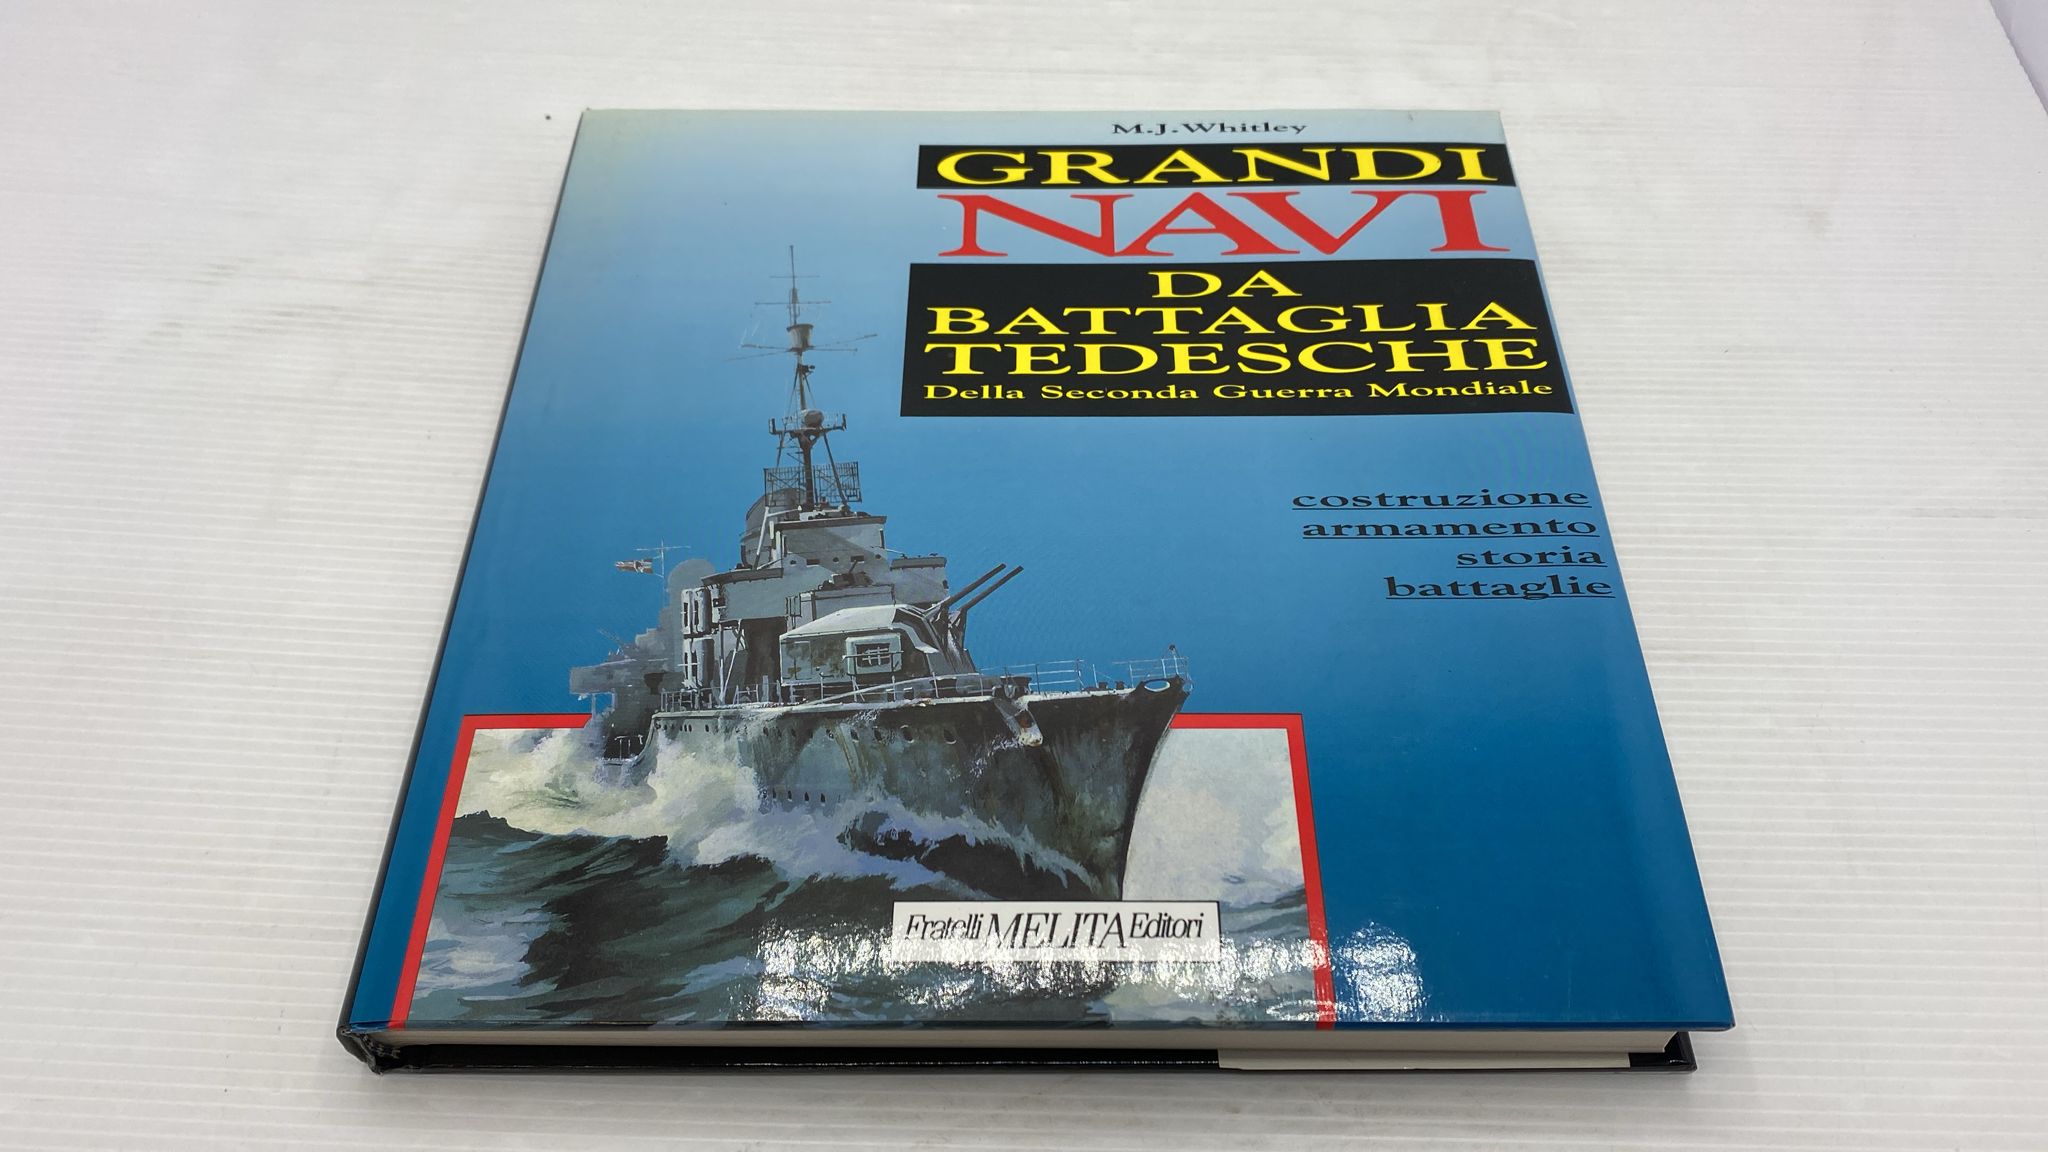 M.J.Whitley
GRANDI
NAVI
DA
BATTAGLIA
TEDESCHE
Della Seconda Guerra Mondiale
costruzione
armamento
storia
battaglie
Fratelli MELITA Editori